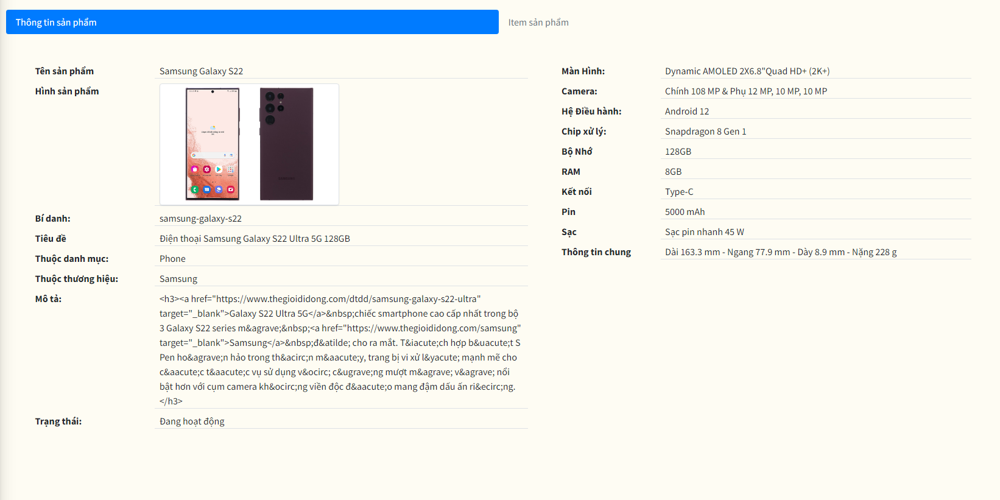 Thông tin sản phẩm
Item sản phẩm
Tên sản phẩm
Samsung Galaxy S22
Hình sản phẩm
SAMSUNG
Bí danh:
samsung-galaxy-s22
Tiêu đề
Điện thoại Samsung Galaxy S22 Ultra 5G 128GB
Thuộc danh mục:
Phone
Thuộc thương hiệu:
Samsung
Mô tả:
<h3><a href="https://www.thegioididong.com/dtdd/samsung-galaxy-s22-ultra"
target="_blank">Galaxy S22 Ultra 5G</a>&nbsp;chiếc smartphone cao cấp nhất trong bộ
3 Galaxy S22 series m&agrave;&nbsp;<a href="https://www.thegioididong.com/samsung"
target="_blank">Samsung</a>&nbsp;đ&atilde; cho ra mắt. T&iacute;ch hợp b&uacute;t S
Pen ho&agrave;n hảo trong th&acirc;n m&aacute;y, trang bị vi xử l&yacute; mạnh mẽ cho
c&aacute;c t&aacute;c vụ sử dụng v&ocirc; c&ugrave;ng mượt m&agrave; v&agrave; nổi
bật hơn với cụm camera kh&ocirc;ng viền độc đ&aacute;o mang đậm dấu ấn ri&ecirc;ng.
</h3>
Trạng thái:
Đang hoạt động
Màn Hình:
Dynamic AMOLED 2X6.8"Quad HD+ (2K+)
Camera:
Chính 108 MP & Phụ 12 MP, 10 MP, 10 MP
Hệ Điều hành:
Android 12
Chip xử lý:
Snapdragon 8 Gen 1
Bộ Nhớ
128GB
RAM
8GB
Kết nối
Type-C
Pin
5000 mAh
Sạc
Sạc pin nhanh 45 W
Thông tin chung
Dài 163.3 mm - Ngang 77.9 mm - Dày 8.9 mm - Nặng 228 g